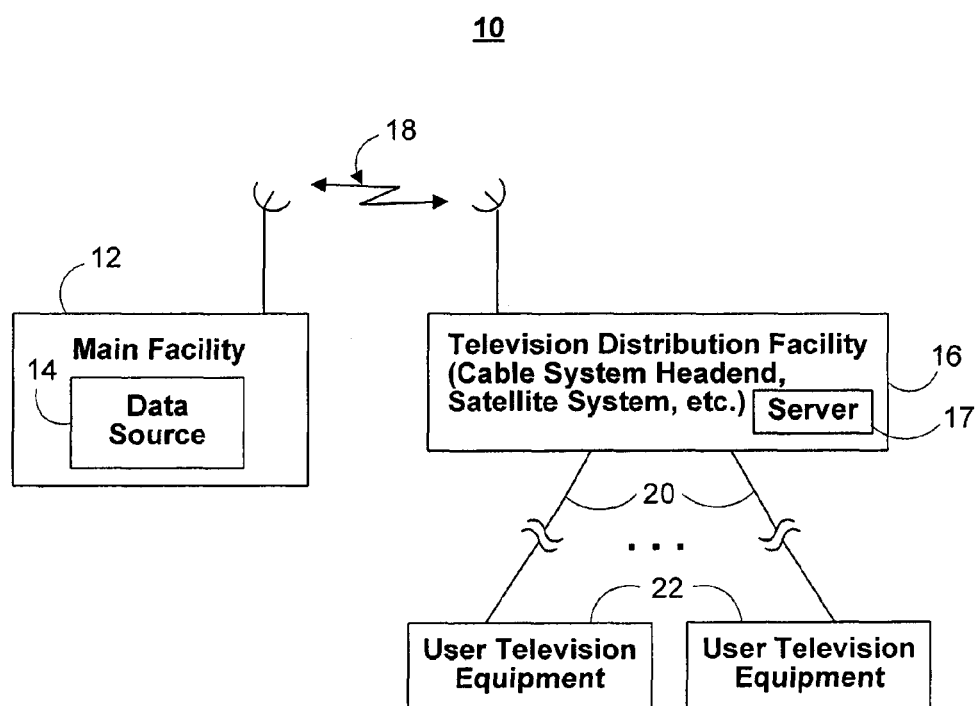 10
18
12
Main Facility
14
Data
Source
Television Distribution Facility
(Cable System Headend,
Satellite System, etc.)
Server
16
17
20
. . .
22
User Television
Equipment
User Television
Equipment